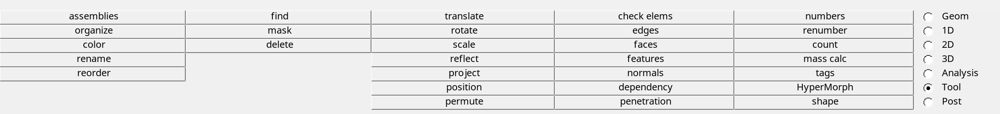 assemblies find translate check elems numbers Geom
organize mask rotate edges renumber 1D
color delete scale faces count 2D
rename reflect features mass calc 3D
reorder project normals tags Analysis
position dependency HyperMorph Tool
permute penetration shape Post